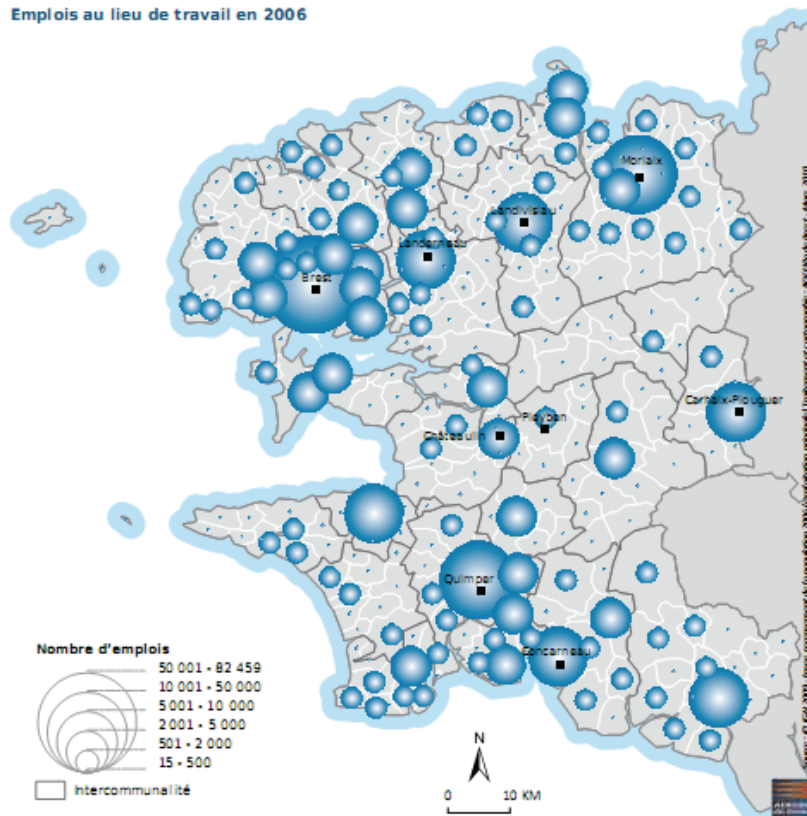 Emplois au lieu de travail en 2006
Morlaix
Landivisiau
Landerneau
Brest
Carhaix-Plouguer
Pleyben
Châteaulin
Quimper
Concarneau
Nombre d'emplois
50 001 - 82 459
10 001 - 50 000
5 001 - 10 000
2 001 - 5 000
501 - 2 000
15 - 500
Intercommunalité
N
0 10 KM